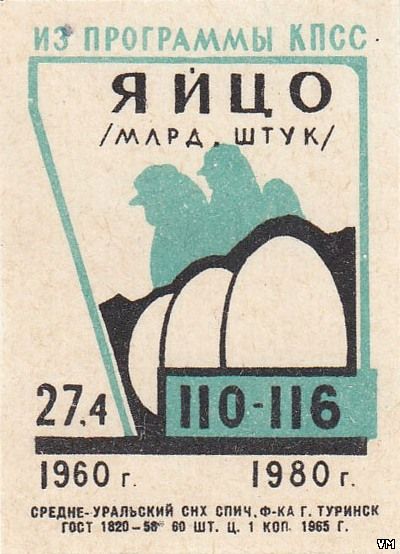 ИЗ ПРОГРАММЫ КПСС
ЯЙЦО
/МЛРД. ШТУК/
27.4
110-116
1960 г. 1980 г.
СРЕДНЕ-УРАЛЬСКИЙ СНХ СПИЧ. Ф-КА Г. ТУРИНСК
ГОСТ 1820-56 60 ШТ. Ц. 1 КОП. 1965 Г.
VM